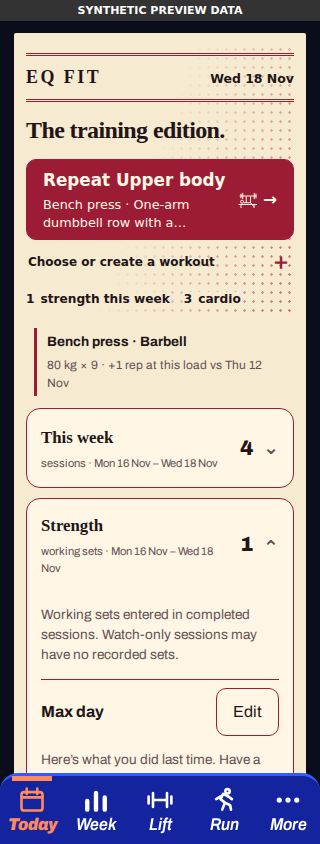 SYNTHETIC PREVIEW DATA
EQ FIT
Wed 18 Nov
The training edition.
Repeat Upper body
Bench press · One-arm
dumbbell row with a…
→
Choose or create a workout
+
1 strength this week 3 cardio
Bench press · Barbell
80 kg × 9 · +1 rep at this load vs Thu 12
Nov
This week
sessions · Mon 16 Nov – Wed 18 Nov
4
Strength
working sets · Mon 16 Nov – Wed 18
Nov
1
Working sets entered in completed
sessions. Watch-only sessions may
have no recorded sets.
Max day
Edit
Here’s what you did last time. Have a
Today
Week
Lift
Run
More